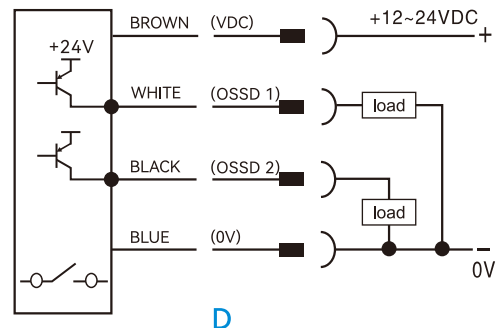 BROWN (VDC) +12~24VDC
+
+24V
WHITE (OSSD 1)
load
BLACK (OSSD 2)
load
BLUE (0V)
−
0V
D